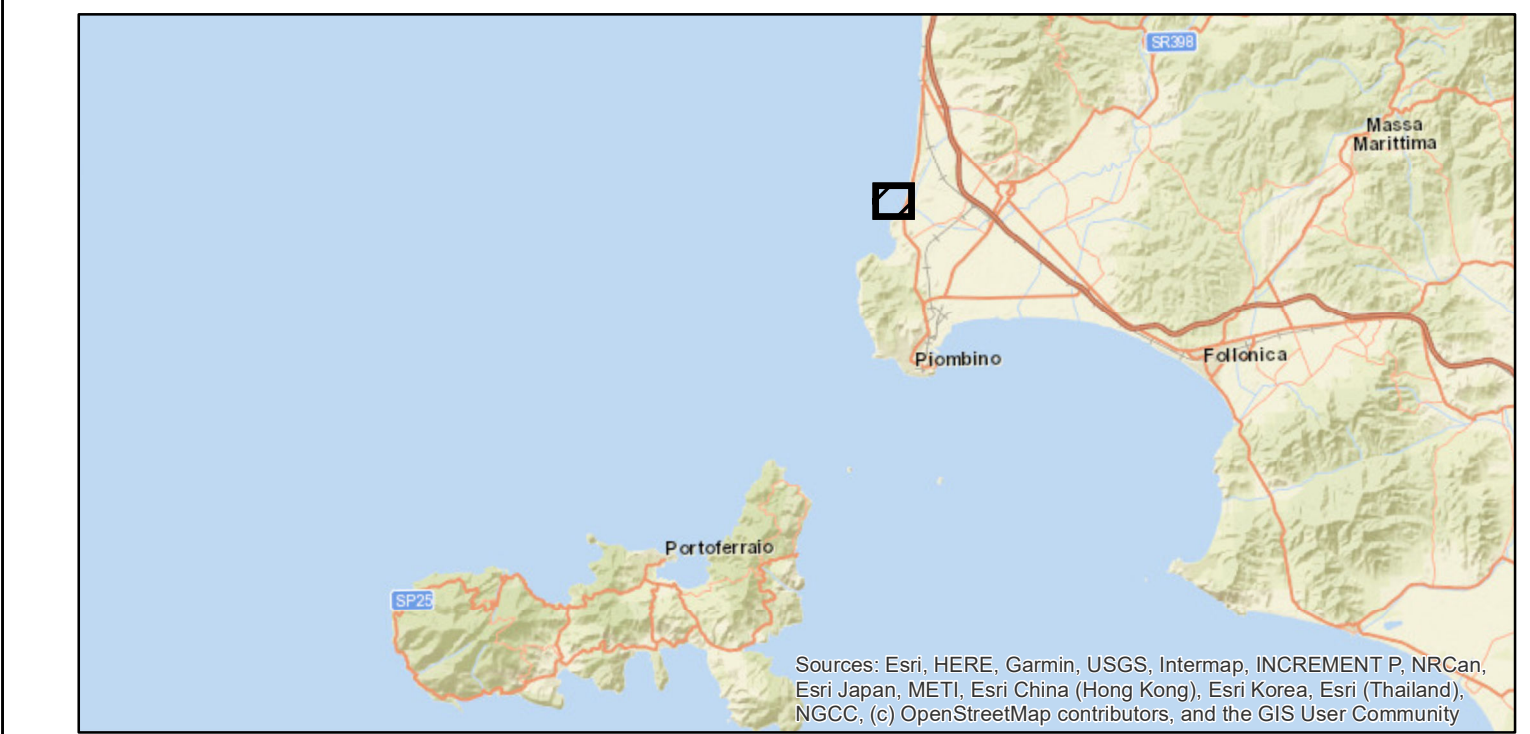 SR398
Massa
Marittima
Piombino
Follonica
Portoferraio
SP25
Sources: Esri, HERE, Garmin, USGS, Intermap, INCREMENT P, NRCan,
Esri Japan, METI, Esri China (Hong Kong), Esri Korea, Esri (Thailand),
NGCC, (c) OpenStreetMap contributors, and the GIS User Community